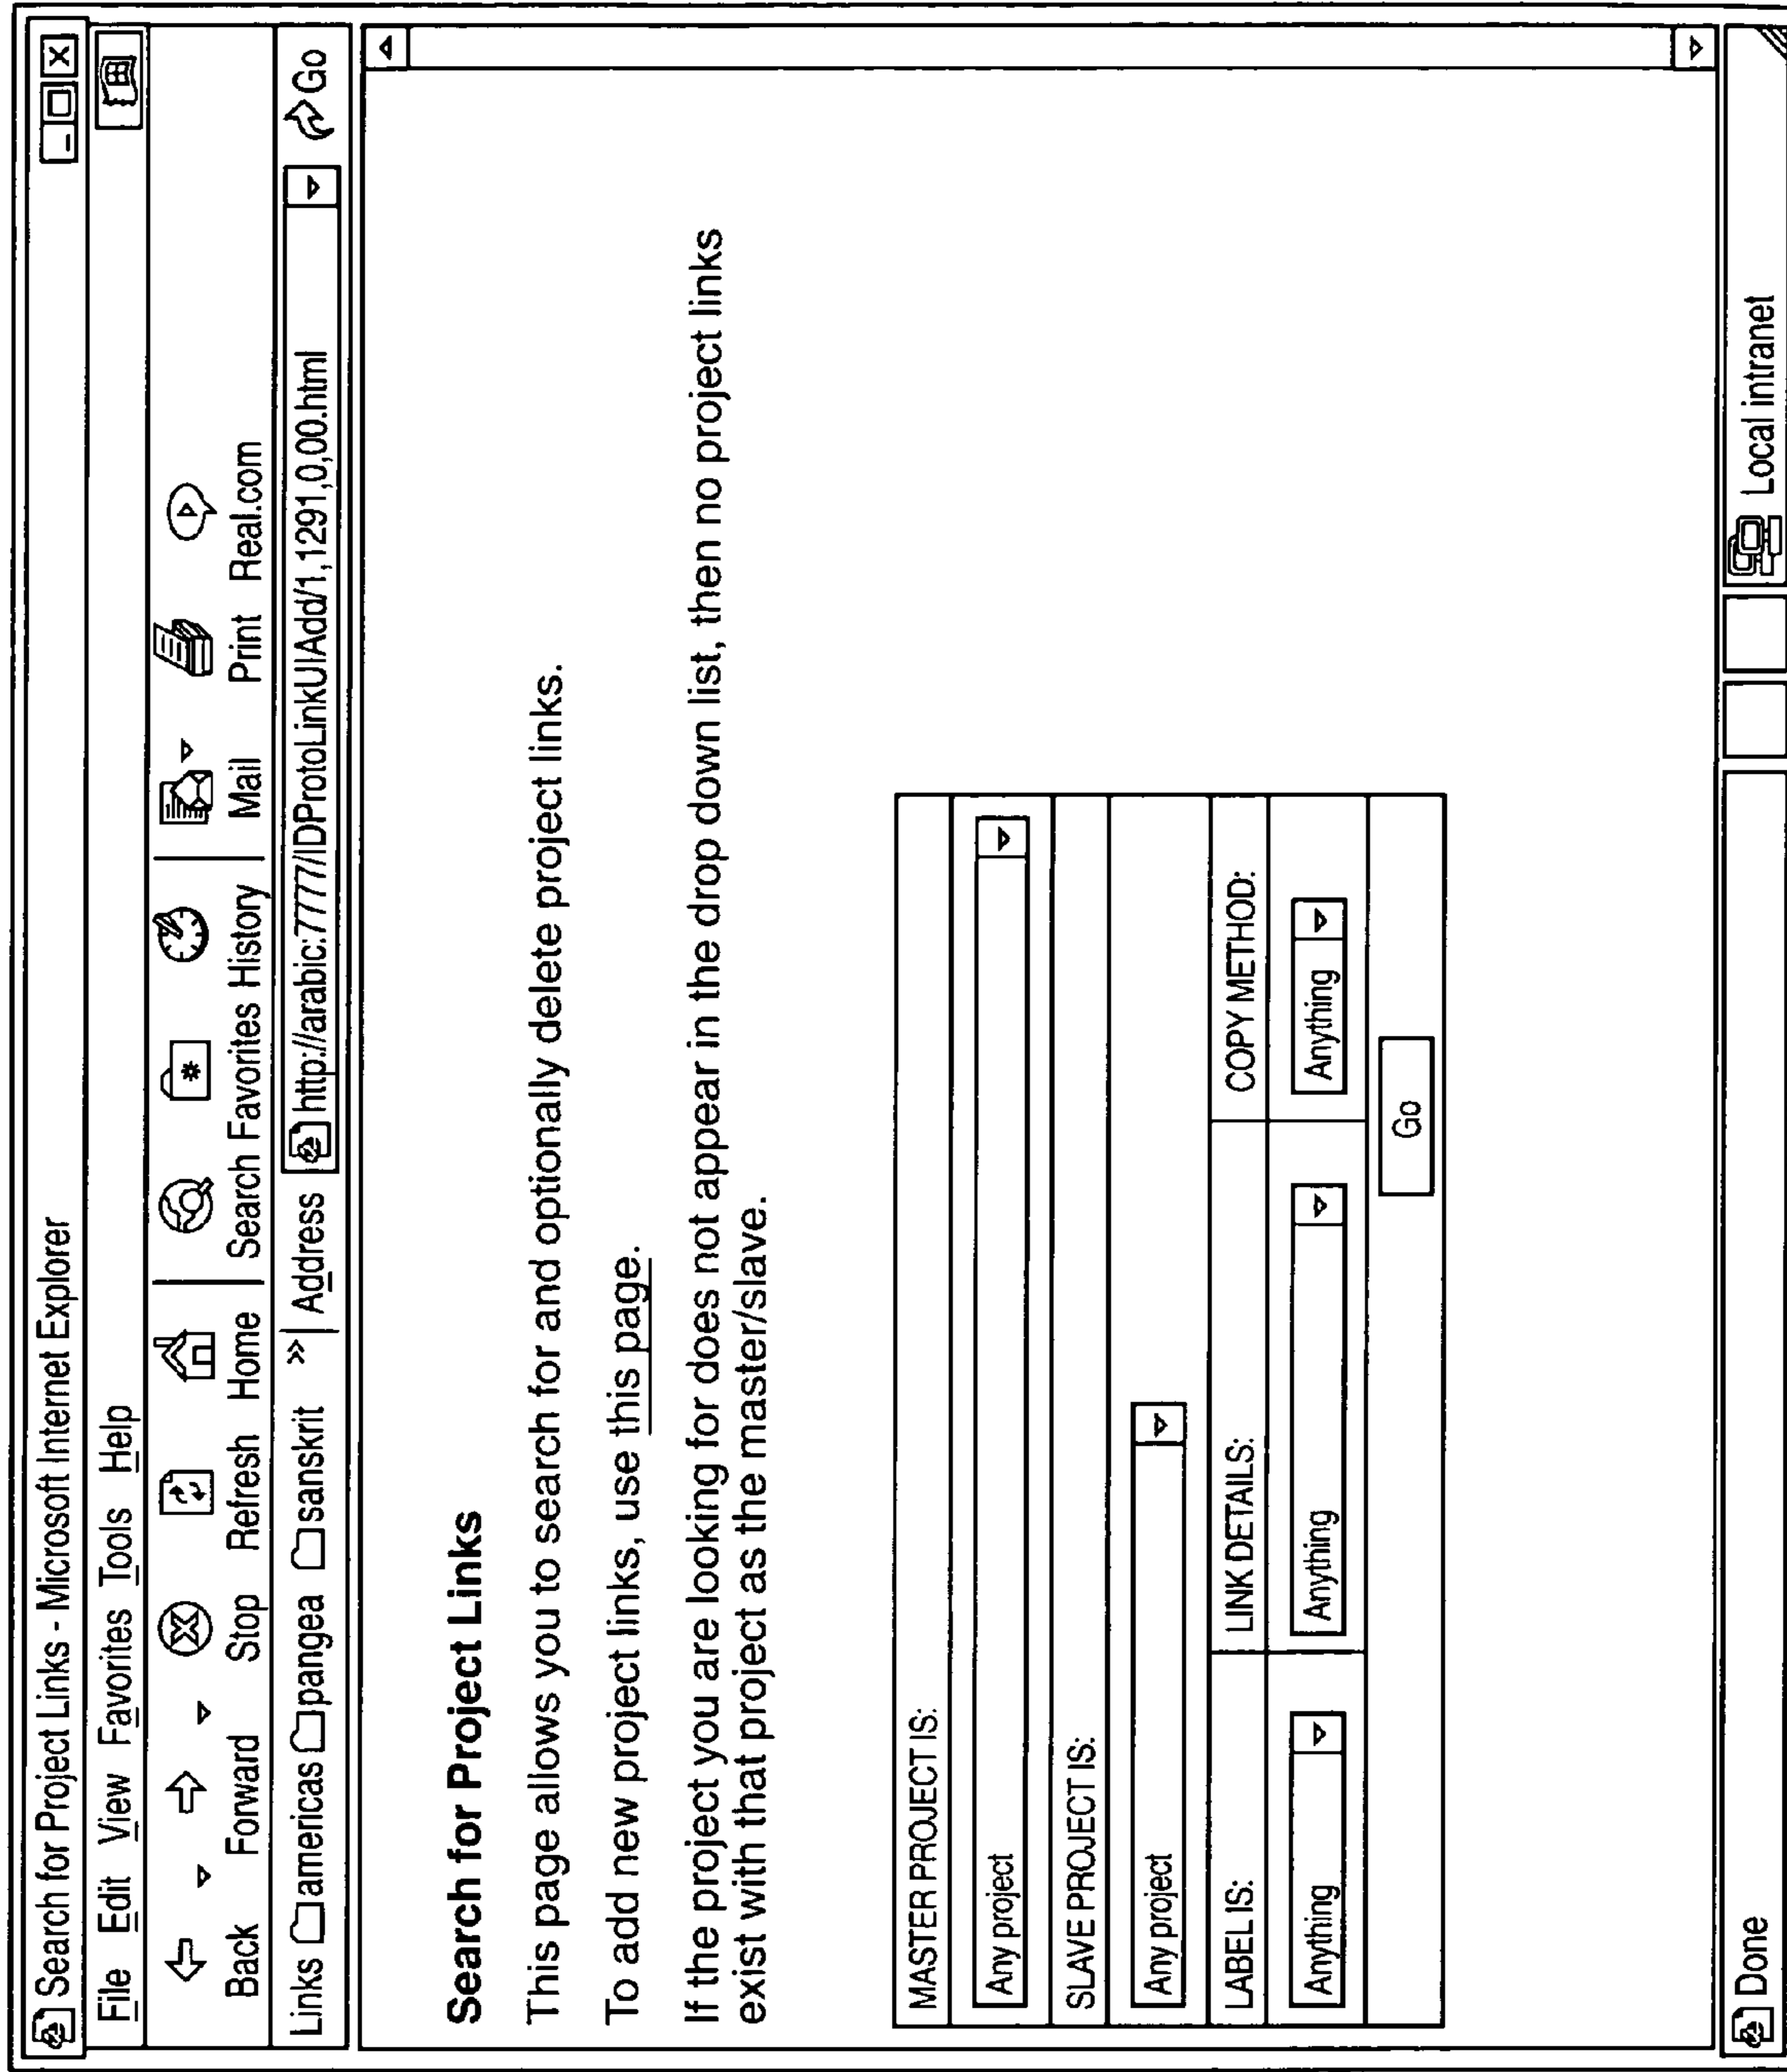 Search for Project Links - Microsoft Internet Explorer
File Edit View Favorites Tools Help
Back Forward Stop Refresh Home Search Favorites History Mail Print Real.com
Links americas pangea sanskrit » Address http://arabic:7777/IDProtoLinkUIAdd/1,1291,0,00.html Go
Search for Project Links
This page allows you to search for and optionally delete project links.
To add new project links, use this page.
If the project you are looking for does not appear in the drop down list, then no project links
exist with that project as the master/slave.
MASTER PROJECT IS:
Any project
SLAVE PROJECT IS:
Any project
LABEL IS: LINK DETAILS: COPY METHOD:
Anything Anything Anything
Go
Done Local intranet